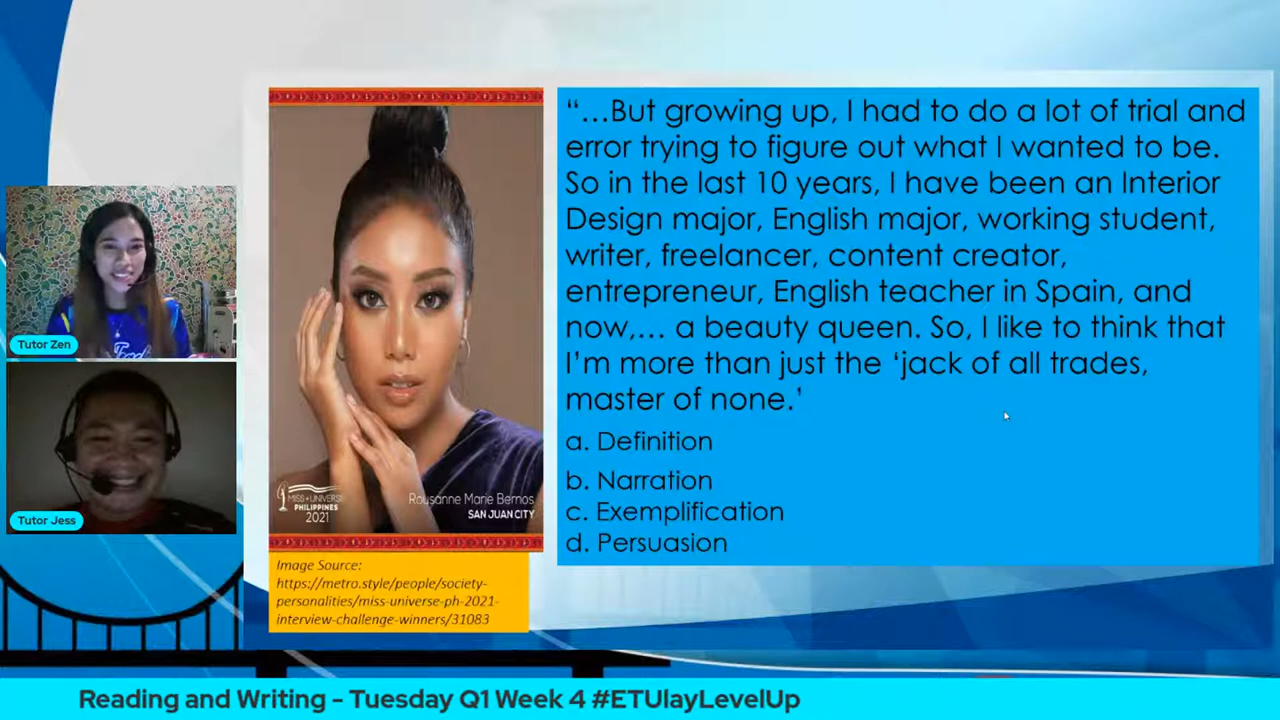 “...But growing up, I had to do a lot of trial and
error trying to figure out what I wanted to be.
So in the last 10 years, I have been an Interior
Design major, English major, working student,
writer, freelancer, content creator,
entrepreneur, English teacher in Spain, and
now,... a beauty queen. So, I like to think that
I’m more than just the ‘jack of all trades,
master of none.’
a. Definition
b. Narration
c. Exemplification
d. Persuasion
MISS UNIVERSE
PHILIPPINES
2021
Rousanne Marie Bernos
SAN JUAN CITY
Image Source:
https://metro.style/people/society-
personalities/miss-universe-ph-2021-
interview-challenge-winners/31083
Tutor Zen
Tutor Jess
Reading and Writing - Tuesday Q1 Week 4 #ETUlayLevelUp